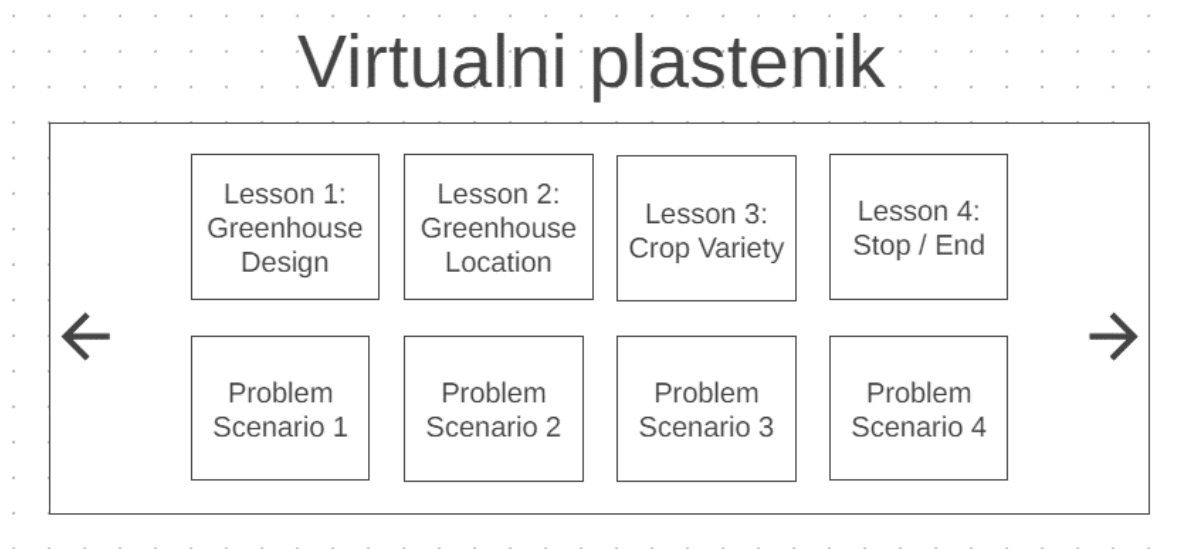 Virtualni plastenik
Lesson 1:
Greenhouse
Design
Lesson 2:
Greenhouse
Location
Lesson 3:
Crop Variety
Lesson 4:
Stop / End
Problem
Scenario 1
Problem
Scenario 2
Problem
Scenario 3
Problem
Scenario 4